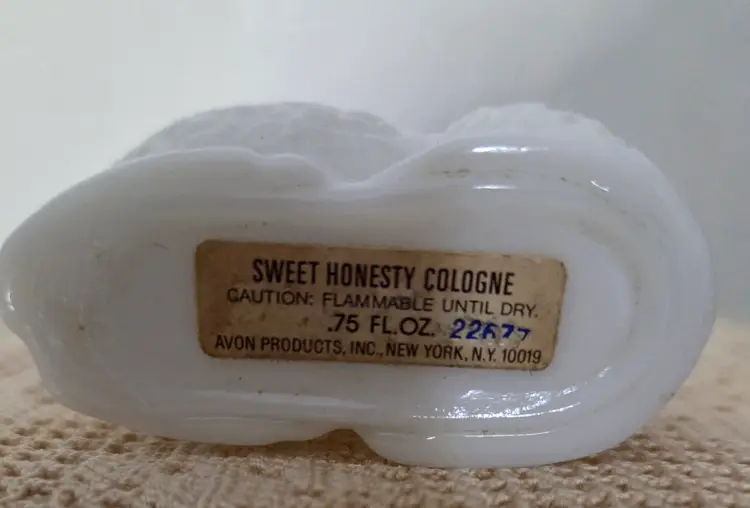 SWEET HONESTY COLOGNE
CAUTION: FLAMMABLE UNTIL DRY.
.75 FL.OZ.
AVON PRODUCTS, INC., NEW YORK, N.Y. 10019